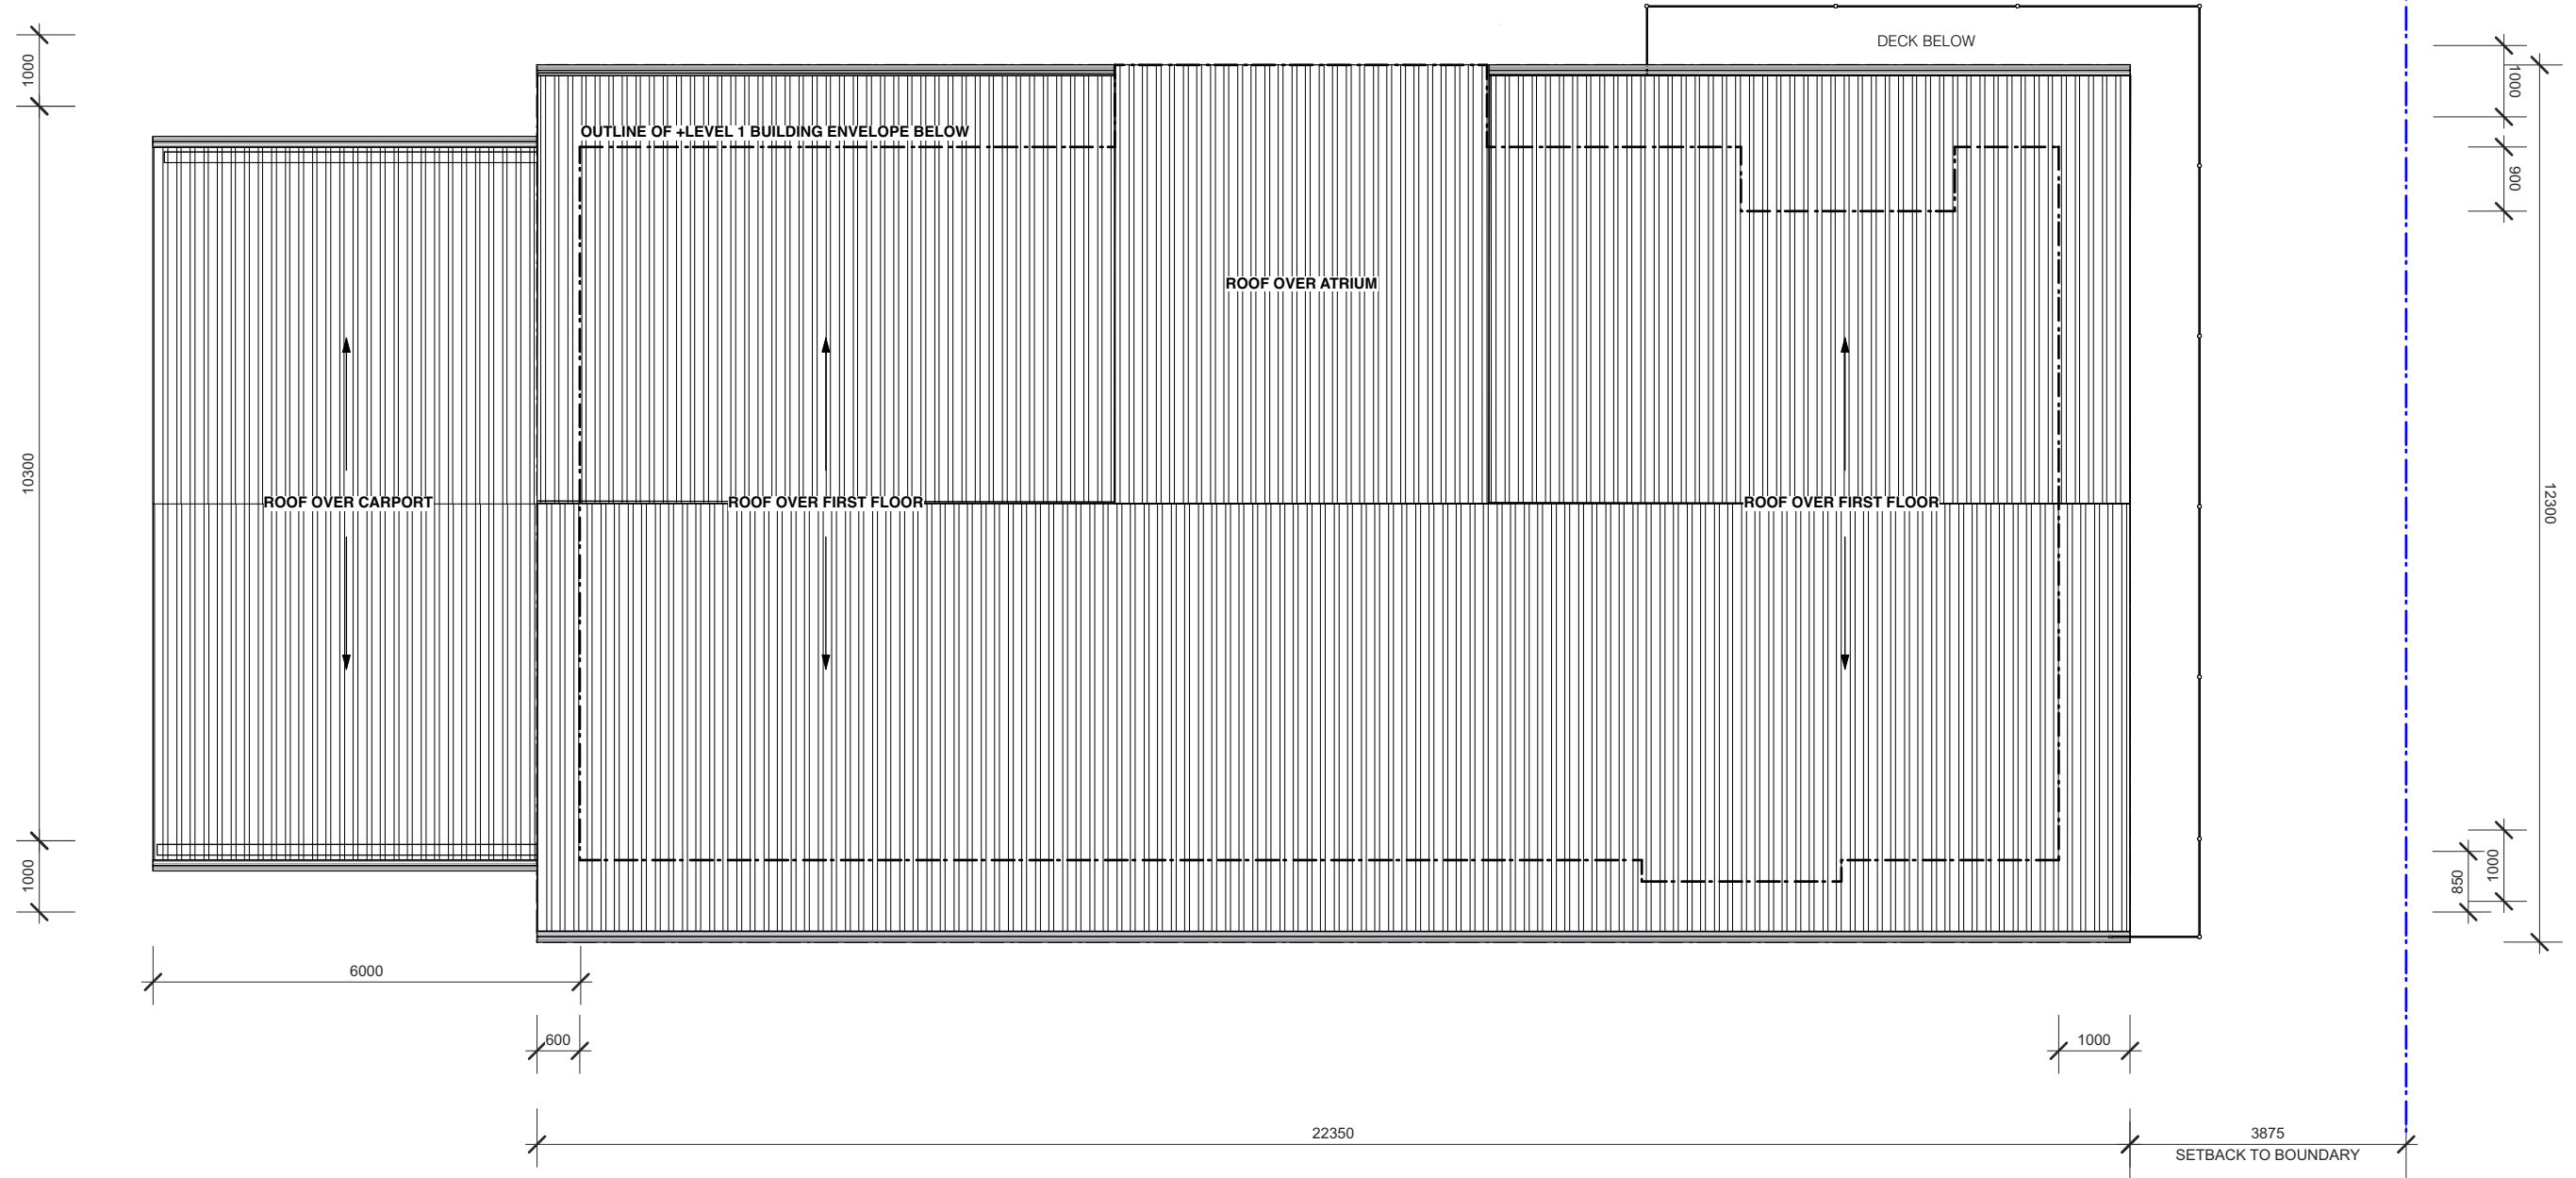 DECK BELOW
1000
1000
OUTLINE OF +LEVEL 1 BUILDING ENVELOPE BELOW
900
ROOF OVER ATRIUM
10300
ROOF OVER CARPORT
ROOF OVER FIRST FLOOR
ROOF OVER FIRST FLOOR
12300
1000
850
1000
6000
600
1000
22350
3875
SETBACK TO BOUNDARY